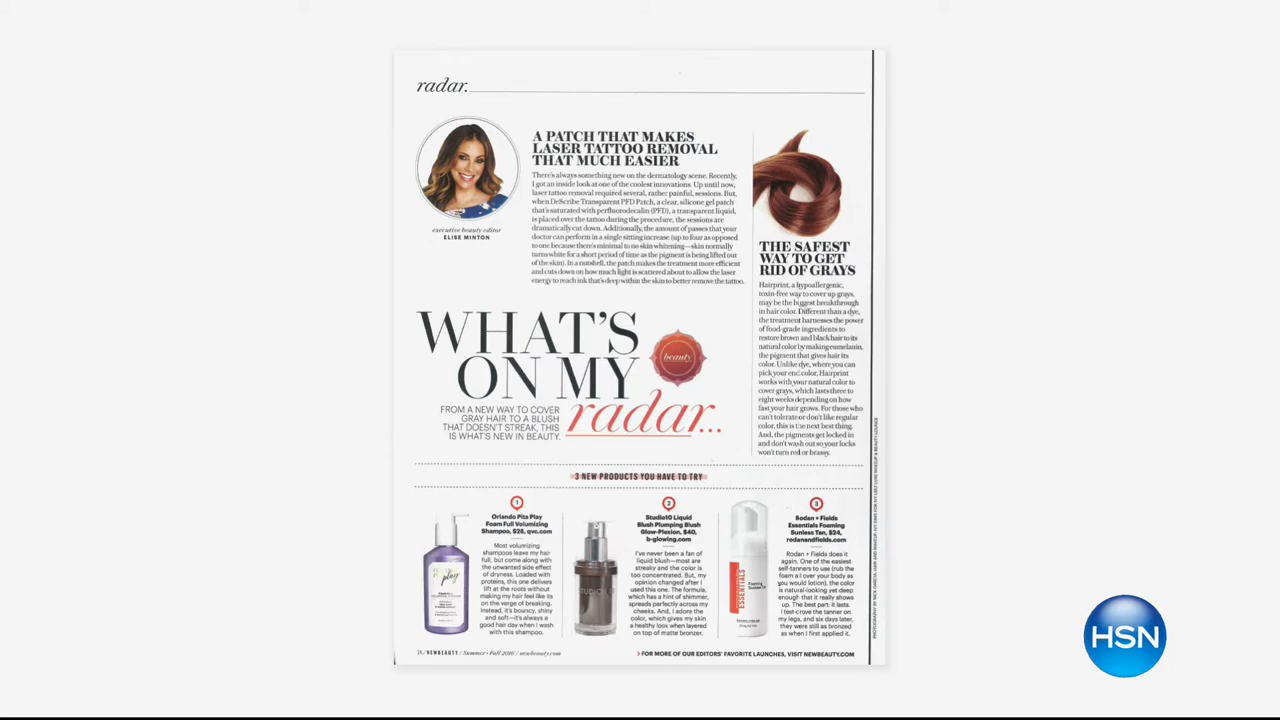 radar.
executive beauty editor
ELISE MINTON
A PATCH THAT MAKES
LASER TATTOO REMOVAL
THAT MUCH EASIER
There's always something new on the dermatology scene. Recently,
I got an inside look at one of the coolest innovations. Up until now,
laser tattoo removal required several, rather painful, sessions. But,
when DeScribe Transparent PFD Patch, a clear, silicone gel patch
that's saturated with perfluorodecalin (PFD), a transparent liquid,
is placed over the tattoo during the procedure, the sessions are
dramatically cut down. Additionally, the amount of passes that your
doctor can perform in a single sitting increase (up to four as opposed
to one because there's minimal to no skin whitening—skin normally
turns white for a short period of time as the pigment is being lifted out
of the skin). In a nutshell, the patch makes the treatment more efficient
and cuts down on how much light is scattered about to allow the laser
energy to reach ink that's deep within the skin to better remove the tattoo.
THE SAFEST
WAY TO GET
RID OF GRAYS
Hairprint, a hypoallergenic,
toxin-free way to cover up grays,
may be the biggest breakthrough
in hair color. Different than a dye,
the treatment harnesses the power
of food-grade ingredients to
restore brown and black hair to its
natural color by making eumelanin,
the pigment that gives hair its
color. Unlike dye, where you can
pick your end color, Hairprint
works with your natural color to
cover grays, which lasts three to
eight weeks depending on how
fast your hair grows. For those who
can't tolerate or don't like regular
color, this is the next best thing.
And, the pigments get locked in
and don't wash out so your locks
won't turn red or brassy.
WHAT'S
ON MY
radar...
beauty
FROM A NEW WAY TO COVER
GRAY HAIR TO A BLUSH
THAT DOESN'T STREAK, THIS
IS WHAT'S NEW IN BEAUTY.
3 NEW PRODUCTS YOU HAVE TO TRY
1
Orlando Pita Play
Foam Full Volumizing
Shampoo, $28, qvc.com
Most volumizing
shampoos leave my hair
full, but come along with
the unwanted side effect
of dryness. Loaded with
proteins, this one delivers
lift at the roots without
making my hair feel like its
on the verge of breaking.
Instead, it's bouncy, shiny
and soft—it's always a
good hair day when I wash
with this shampoo.
play
2
Studio10 Liquid
Blush Plumping Blush
Glow-Plexion, $40,
b-glowing.com
I've never been a fan of
liquid blush—most are
streaky and the color is
too concentrated. But, my
opinion changed after I
used this one. The formula,
which has a hint of shimmer,
spreads perfectly across my
cheeks. And, I adore the
color, which gives my skin
a healthy look when layered
on top of matte bronzer.
STUDIO
3
Rodan + Fields
Essentials Foaming
Sunless Tan, $24,
rodanandfields.com
Rodan + Fields does it
again. One of the easiest
self-tanners to use (rub the
foam all over your body as
you would lotion), the color
is natural-looking yet deep
enough that it really shows
up. The best part: it lasts.
I test-drove the tanner on
my legs, and six days later,
they were still as bronzed
as when I first applied it.
ESSENTIALS
/ NEWBEAUTY / Summer • Fall 2016 / newbeauty.com
> FOR MORE OF OUR EDITORS' FAVORITE LAUNCHES, VISIT NEWBEAUTY.COM
HSN